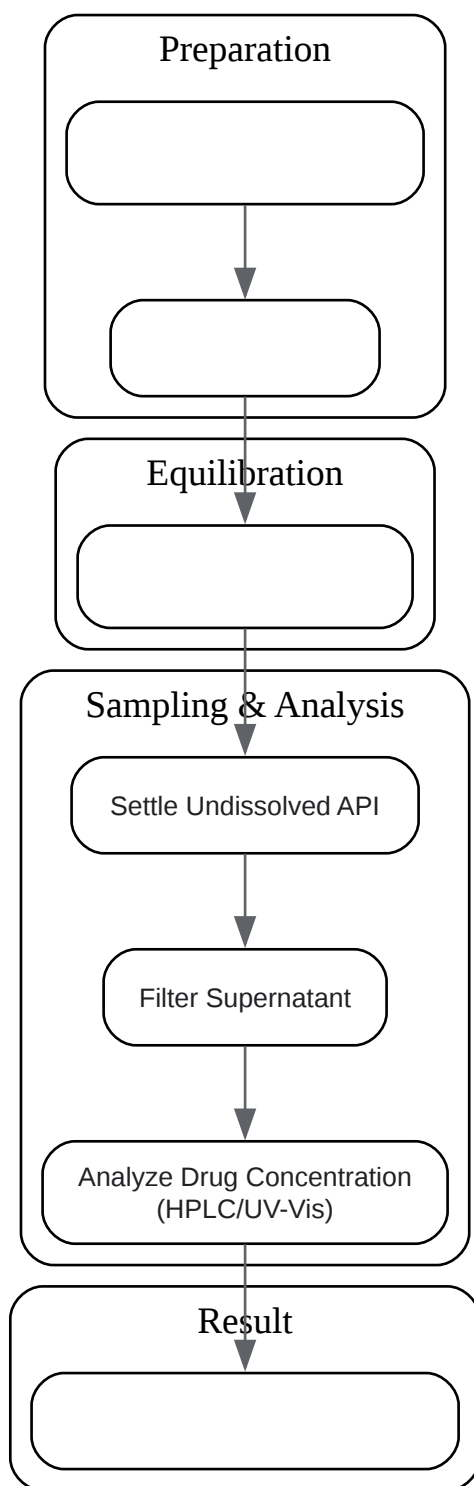 Preparation
Equilibration
Sampling & Analysis
Settle Undissolved API
Filter Supernatant
Analyze Drug Concentration
(HPLC/UV-Vis)
Result